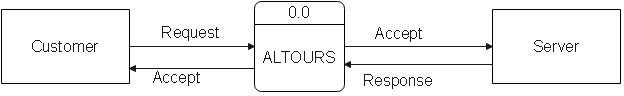 0.0
Request
Accept
Customer
Server
ALTOURS
Accept
Response